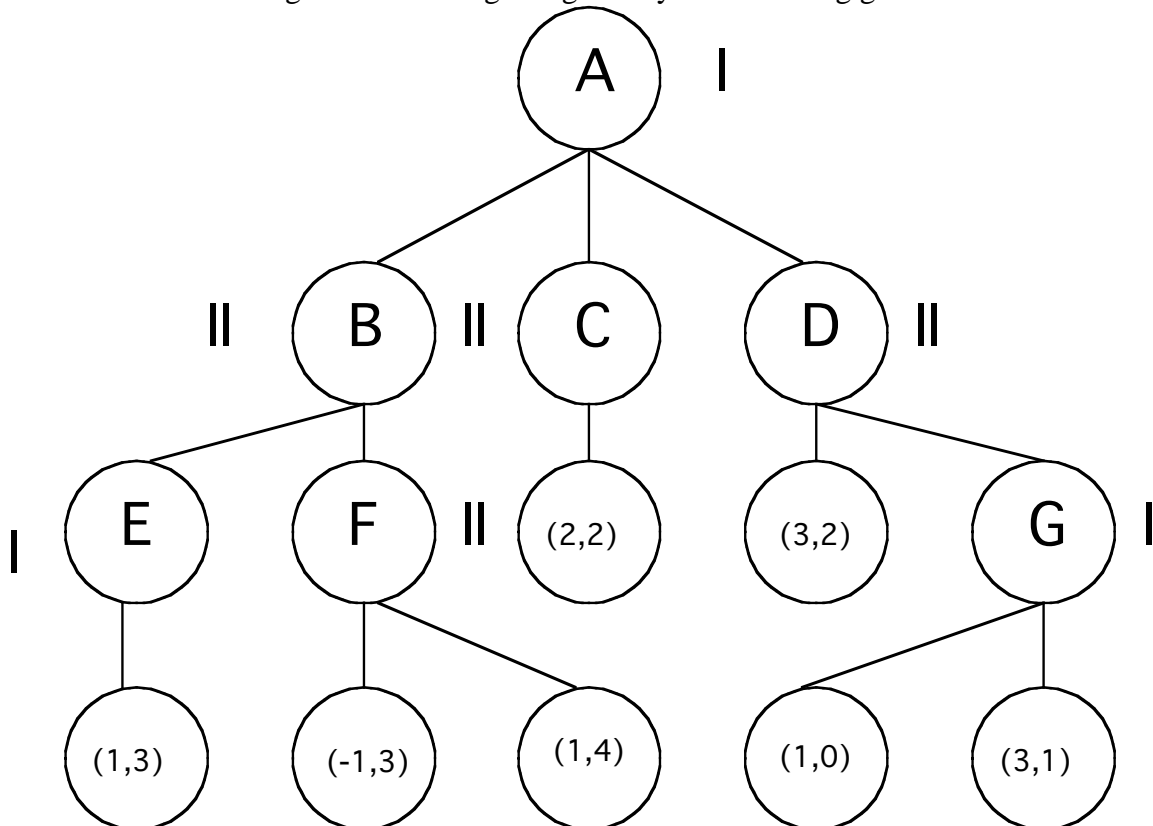 A I
II B II C D II
I E F II (2,2) (3,2) G I
(1,3) (-1,3) (1,4) (1,0) (3,1)